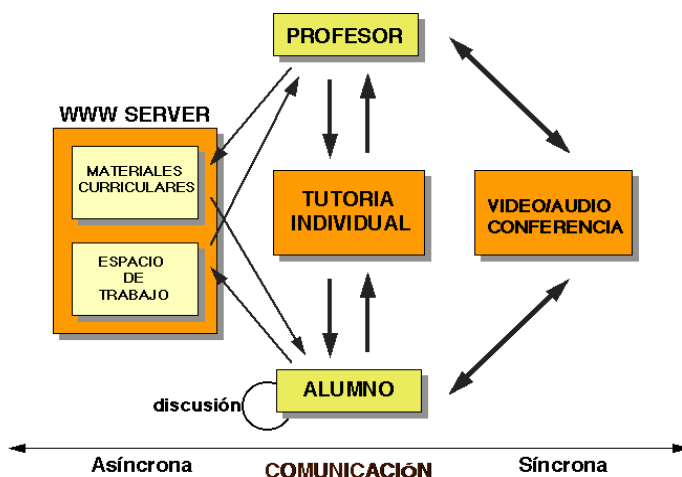 PROFESOR
WWW SERVER
MATERIALES
CURRICULARES
ESPACIO
DE
TRABAJO
TUTORIA
INDIVIDUAL
VIDEO/AUDIO
CONFERENCIA
ALUMNO
discusión
Asíncrona
COMUNICACIóN
Síncrona